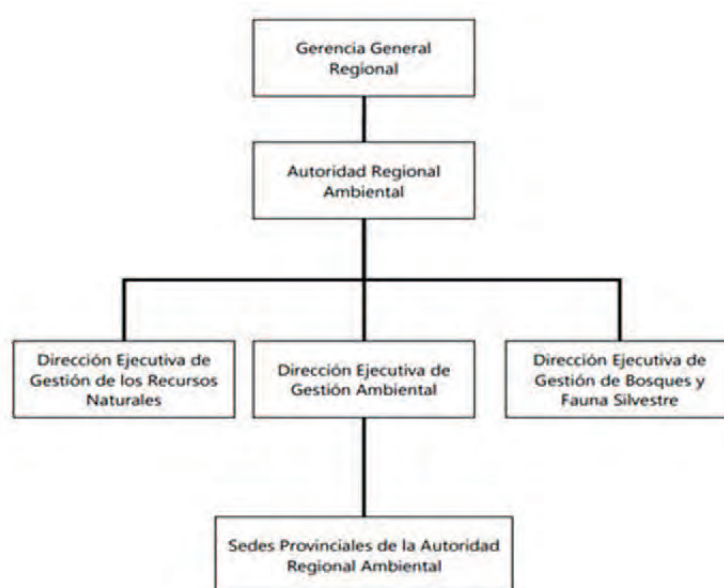 Gerencia General
Regional
Autoridad Regional
Ambiental
Dirección Ejecutiva de
Gestión de los Recursos
Naturales
Dirección Ejecutiva de
Gestión Ambiental
Dirección Ejecutiva de
Gestión de Bosques y
Fauna Silvestre
Sedes Provinciales de la Autoridad
Regional Ambiental